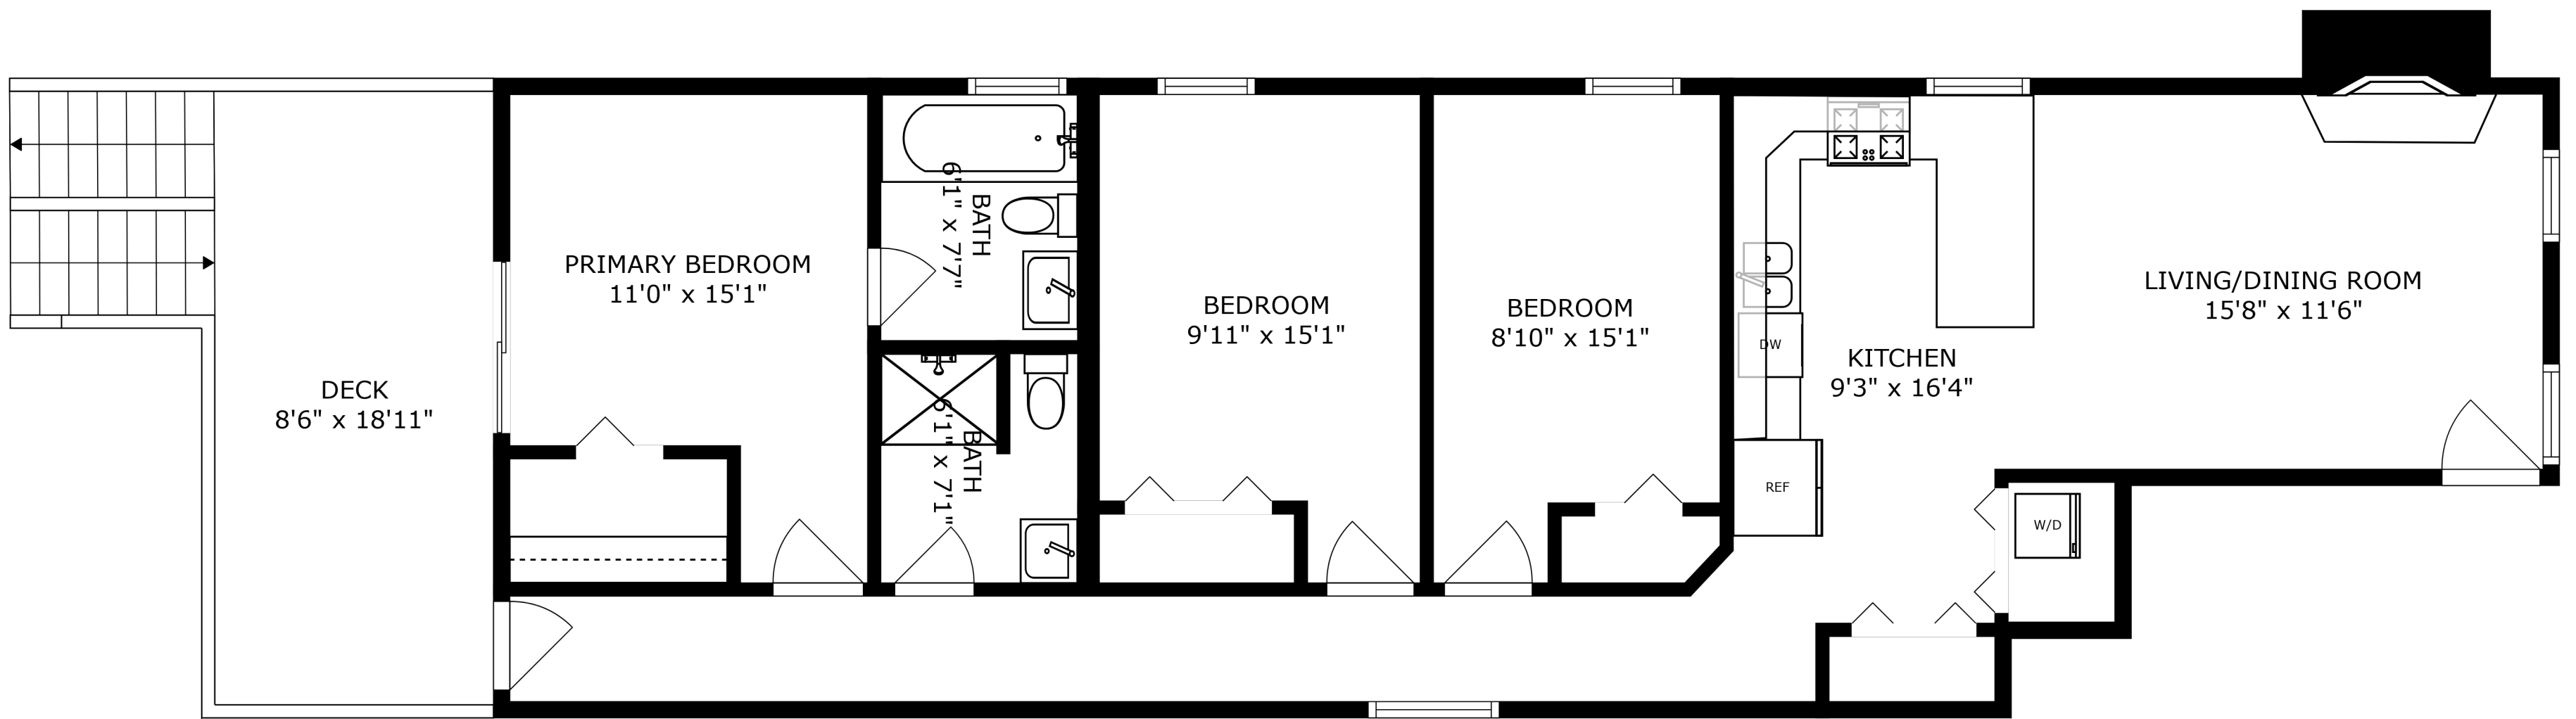 DECK
8'6" x 18'11"
PRIMARY BEDROOM
11'0" x 15'1"
BATH
6'1" x 7'7"
BATH
6'1" x 7'1"
BEDROOM
9'11" x 15'1"
BEDROOM
8'10" x 15'1"
DW
REF
KITCHEN
9'3" x 16'4"
W/D
LIVING/DINING ROOM
15'8" x 11'6"